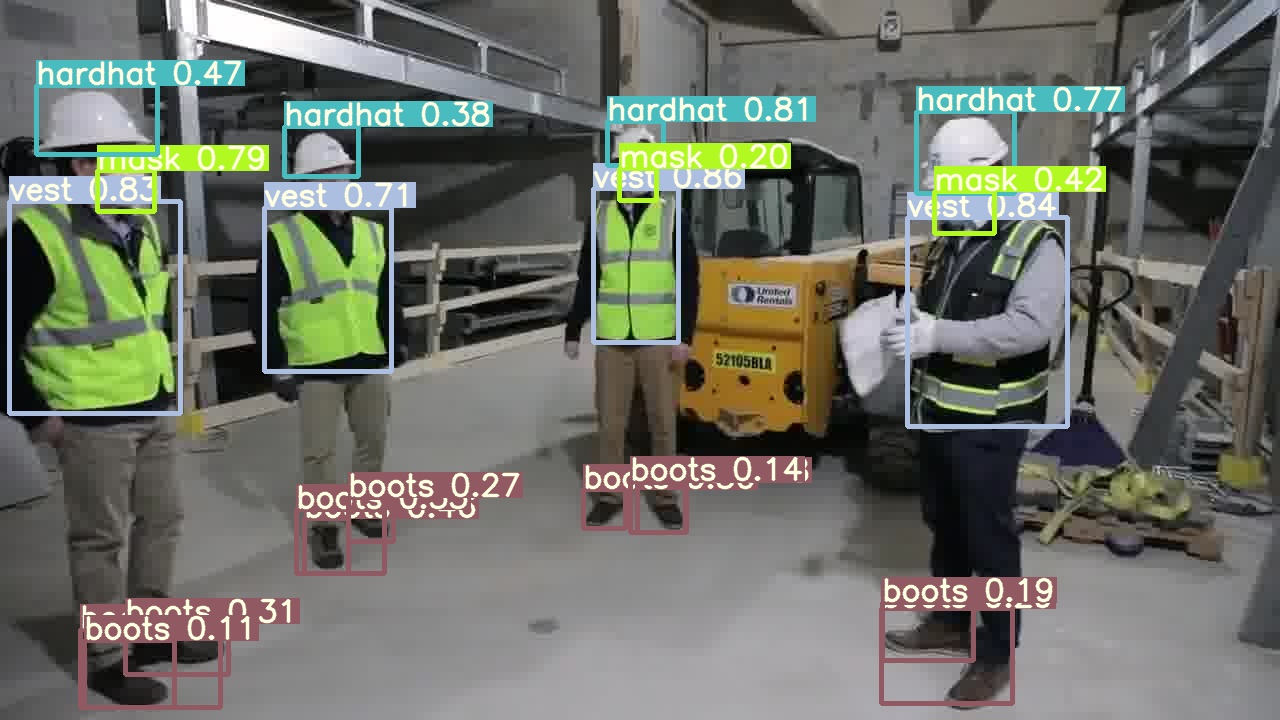 hardhat 0.47
hardhat 0.38
hardhat 0.81
hardhat 0.77
mask 0.79
mask 0.20
mask 0.42
vest 0.83
vest 0.71
vest 0.86
vest 0.84
United
Rentals
52105BLA
boots 0.27
boots 0.14
boots 0.19
boots 0.31
boots 0.11